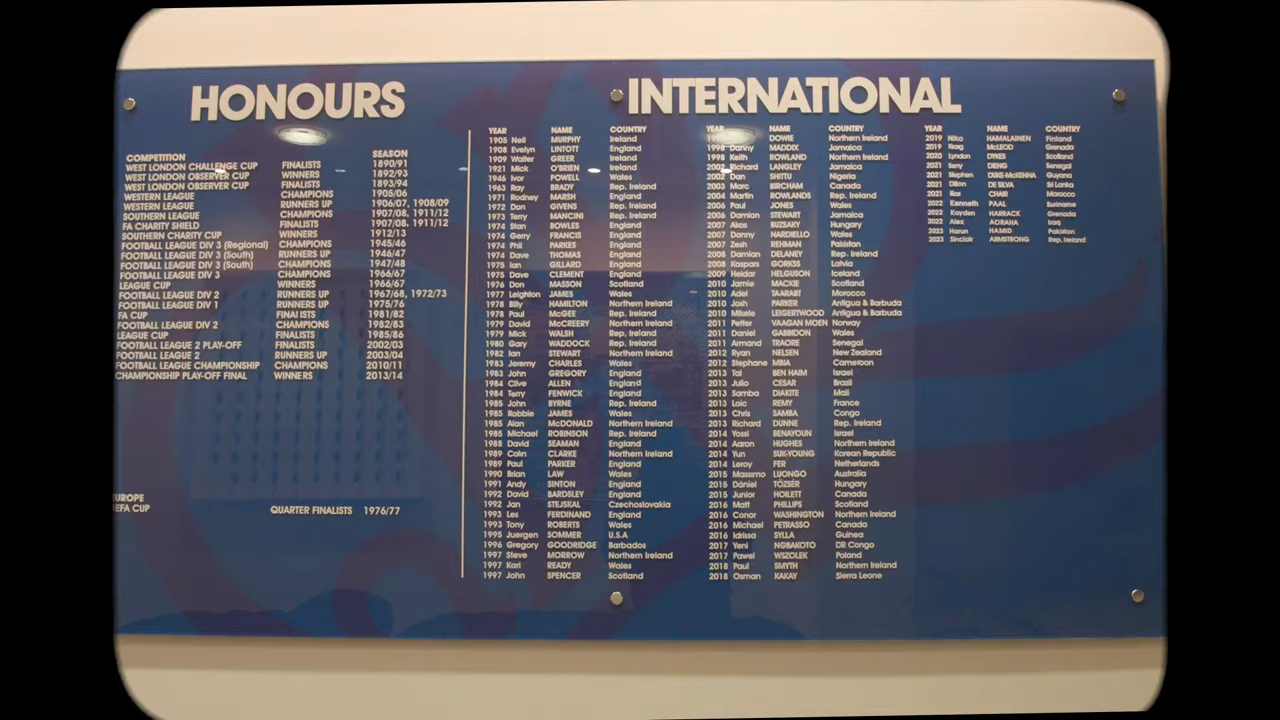 HONOURS
COMPETITION SEASON
WEST LONDON CHALLENGE CUP FINALISTS 1890/91
WEST LONDON OBSERVER CUP WINNERS 1892/93
WEST LONDON OBSERVER CUP FINALISTS 1893/94
WESTERN LEAGUE CHAMPIONS 1905/06
WESTERN LEAGUE RUNNERS UP 1906/07, 1908/09
SOUTHERN LEAGUE CHAMPIONS 1907/08, 1911/12
FA CHARITY SHIELD FINALISTS 1907/08, 1911/12
SOUTHERN CHARITY CUP WINNERS 1912/13
FOOTBALL LEAGUE DIV 3 (Regional) CHAMPIONS 1945/46
FOOTBALL LEAGUE DIV 3 (South) RUNNERS UP 1946/47
FOOTBALL LEAGUE DIV 3 (South) CHAMPIONS 1947/48
FOOTBALL LEAGUE DIV 3 CHAMPIONS 1966/67
LEAGUE CUP WINNERS 1966/67
FOOTBALL LEAGUE DIV 2 RUNNERS UP 1967/68, 1972/73
FOOTBALL LEAGUE DIV 1 RUNNERS UP 1975/76
FA CUP FINALISTS 1981/82
FOOTBALL LEAGUE DIV 2 CHAMPIONS 1982/83
LEAGUE CUP FINALISTS 1985/86
FOOTBALL LEAGUE 2 PLAY-OFF FINALISTS 2002/03
FOOTBALL LEAGUE 2 RUNNERS UP 2003/04
FOOTBALL LEAGUE CHAMPIONSHIP CHAMPIONS 2010/11
CHAMPIONSHIP PLAY-OFF FINAL WINNERS 2013/14
UROPE
EFA CUP QUARTER FINALISTS 1976/77
INTERNATIONAL
YEAR NAME COUNTRY
1905 Neil MURPHY Ireland
1908 Evelyn LINTOTT England
1909 Walter GREER Ireland
1921 Mick O'BRIEN Ireland
1946 Ivor POWELL Wales
1963 Ray BRADY Rep. Ireland
1971 Rodney MARSH England
1972 Don GIVENS Rep. Ireland
1973 Terry MANCINI Rep. Ireland
1974 Stan BOWLES England
1974 Gerry FRANCIS England
1974 Phil PARKES England
1974 Dave THOMAS England
1975 Ian GILLARD England
1975 Dave CLEMENT England
1976 Don MASSON Scotland
1977 Leighton JAMES Wales
1978 Billy HAMILTON Northern Ireland
1978 Paul McGEE Rep. Ireland
1979 David McCREERY Northern Ireland
1979 Mick WALSH Rep. Ireland
1980 Gary WADDOCK Rep. Ireland
1982 Ian STEWART Northern Ireland
1983 Jeremy CHARLES Wales
1983 John GREGORY England
1984 Clive ALLEN England
1984 Terry FENWICK England
1985 John BYRNE Rep. Ireland
1985 Robbie JAMES Wales
1985 Alan McDONALD Northern Ireland
1985 Michael ROBINSON Rep. Ireland
1988 David SEAMAN England
1989 Colin CLARKE Northern Ireland
1989 Paul PARKER England
1990 Brian LAW Wales
1991 Andy SINTON England
1992 David BARDSLEY England
1992 Jan STEJSKAL Czechoslovakia
1993 Les FERDINAND England
1993 Tony ROBERTS Wales
1995 Juergen SOMMER U.S.A
1996 Gregory GOODRIDGE Barbados
1997 Steve MORROW Northern Ireland
1997 Karl READY Wales
1997 John SPENCER Scotland
YEAR NAME COUNTRY
DOWIE Northern Ireland
1998 Danny MADDIX Jamaica
1998 Keith ROWLAND Northern Ireland
2002 Richard LANGLEY Jamaica
2002 Dan SHITTU Nigeria
2003 Marc BIRCHAM Canada
2004 Martin ROWLANDS Rep. Ireland
2006 Paul JONES Wales
2006 Damion STEWART Jamaica
2007 Akos BUZSAKY Hungary
2007 Danny NARDIELLO Wales
2007 Zesh REHMAN Pakistan
2008 Damian DELANEY Rep. Ireland
2008 Kaspars GORKSS Latvia
2009 Heidar HELGUSON Iceland
2010 Jamie MACKIE Scotland
2010 Adel TAARABT Morocco
2010 Josh PARKER Antigua & Barbuda
2010 Mikele LEIGERTWOOD Antigua & Barbuda
2011 Petter VAAGAN MOEN Norway
2011 Daniel GABBIDON Wales
2011 Armand TRAORE Senegal
2012 Ryan NELSEN New Zealand
2012 Stephane MBIA Cameroon
2013 Tal BEN HAIM Israel
2013 Julio CESAR Brazil
2013 Samba DIAKITE Mali
2013 Loic REMY France
2013 Chris SAMBA Congo
2013 Richard DUNNE Rep. Ireland
2014 Yossi BENAYOUN Israel
2014 Aaron HUGHES Northern Ireland
2014 Yun SUK-YOUNG Korean Republic
2014 Leroy FER Netherlands
2015 Massimo LUONGO Australia
2015 Dániel TŐZSÉR Hungary
2015 Junior HOILETT Canada
2016 Matt PHILLIPS Scotland
2016 Conor WASHINGTON Northern Ireland
2016 Michael PETRASSO Canada
2016 Idrissa SYLLA Guinea
2017 Yeni NGBAKOTO DR Congo
2017 Pawel WSZOLEK Poland
2018 Paul SMYTH Northern Ireland
2018 Osman KAKAY Sierra Leone
YEAR NAME COUNTRY
2019 Niko HAMALAINEN Finland
2019 Kraig McLEOD Grenada
2020 Lyndon DYKES Scotland
2021 Seny DIENG Senegal
2021 Stephen DUKE-McKENNA Guyana
2021 Dillon DE SILVA Sri Lanka
2021 Ilias CHAIR Morocco
2022 Kenneth PAAL Suriname
2022 Kayden HARRACK Grenada
2022 Alex AORAHA Iraq
2023 Harun HAMID Pakistan
2023 Sinclair ARMSTRONG Rep. Ireland